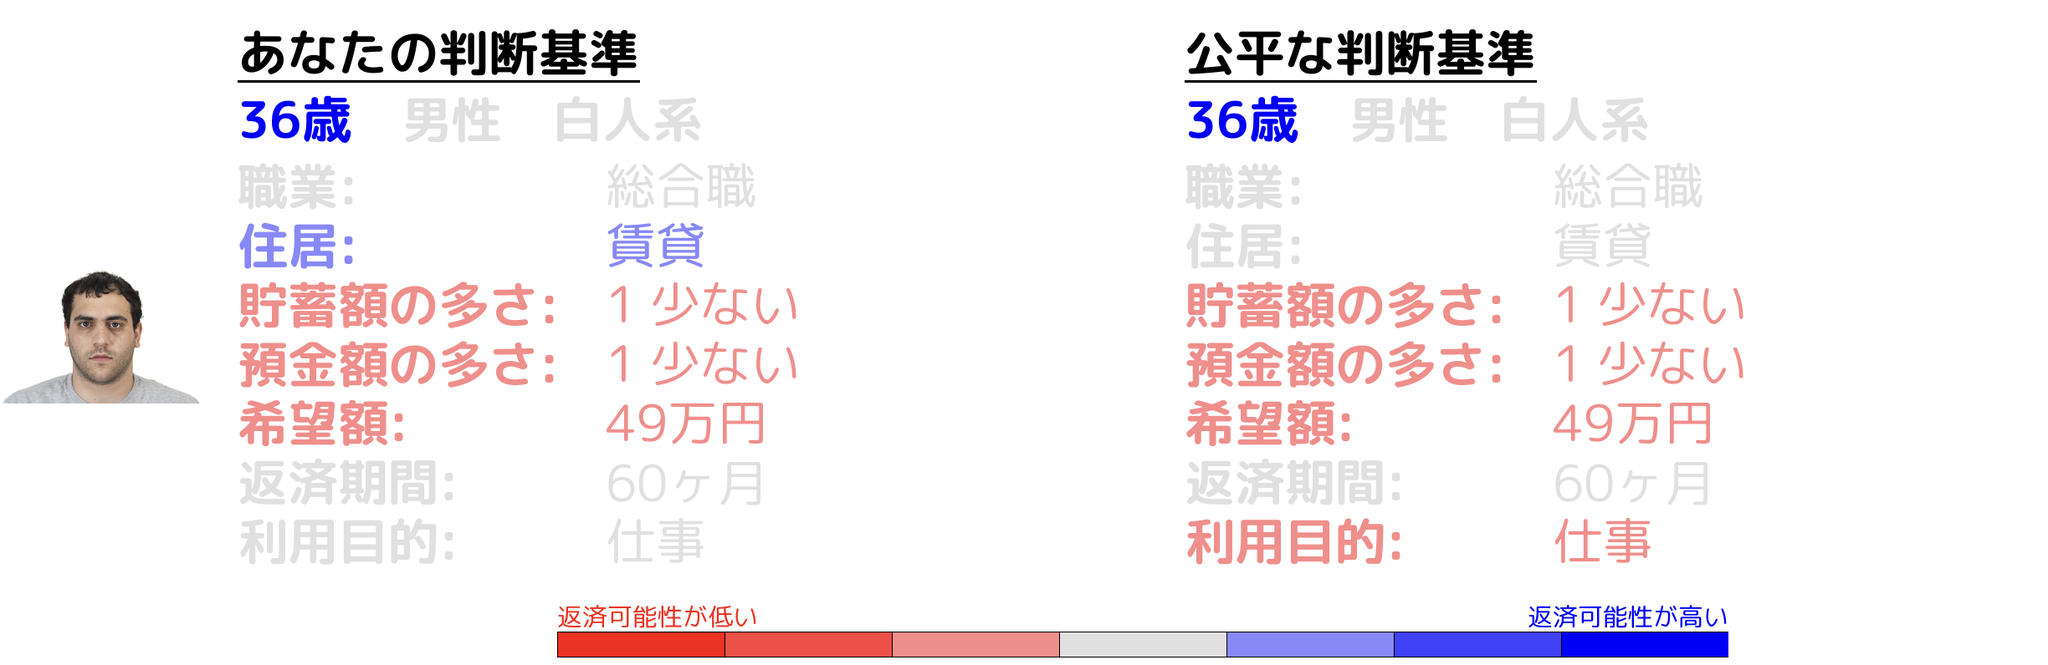 あなたの判断基準
36歳 男性 白人系
職業: 総合職
住居: 賃貸
貯蓄額の多さ: 1 少ない
預金額の多さ: 1 少ない
希望額: 49万円
返済期間: 60ヶ月
利用目的: 仕事
公平な判断基準
36歳 男性 白人系
職業: 総合職
住居: 賃貸
貯蓄額の多さ: 1 少ない
預金額の多さ: 1 少ない
希望額: 49万円
返済期間: 60ヶ月
利用目的: 仕事
返済可能性が低い
返済可能性が高い